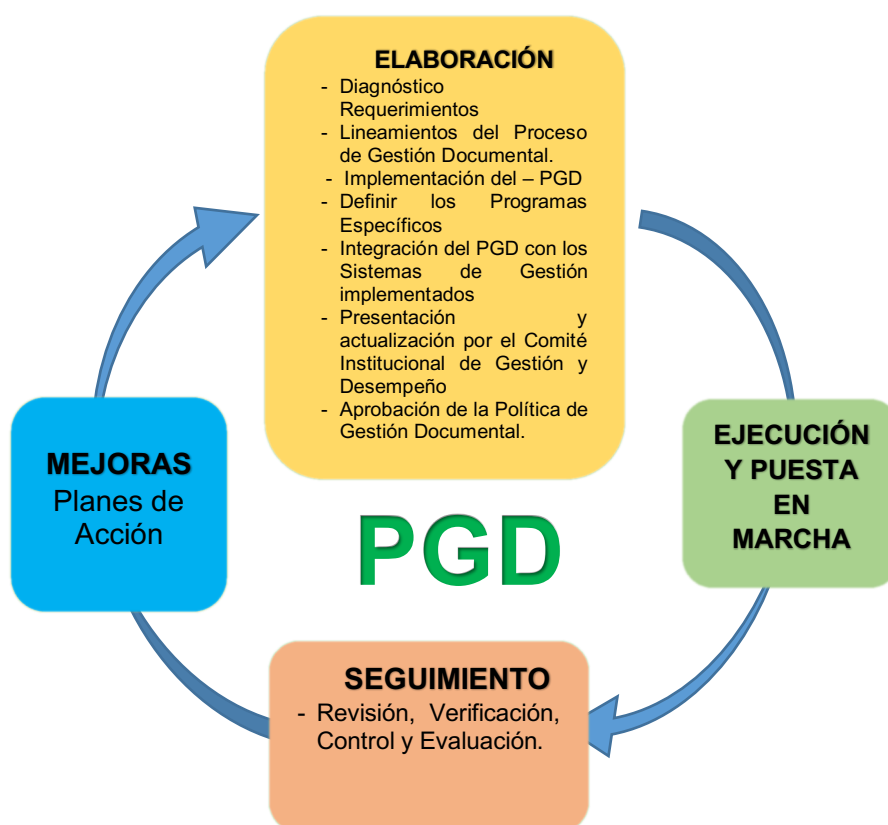 ELABORACIÓN
- Diagnóstico
Requerimientos
- Lineamientos del Proceso
de Gestión Documental.
- Implementación del – PGD
- Definir los Programas
Específicos
- Integración del PGD con los
Sistemas de Gestión
implementados
- Presentación y
actualización por el Comité
Institucional de Gestión y
Desempeño
- Aprobación de la Política de
Gestión Documental.
EJECUCIÓN
Y PUESTA
EN
MARCHA
MEJORAS
Planes de
Acción
PGD
SEGUIMIENTO
- Revisión, Verificación,
Control y Evaluación.